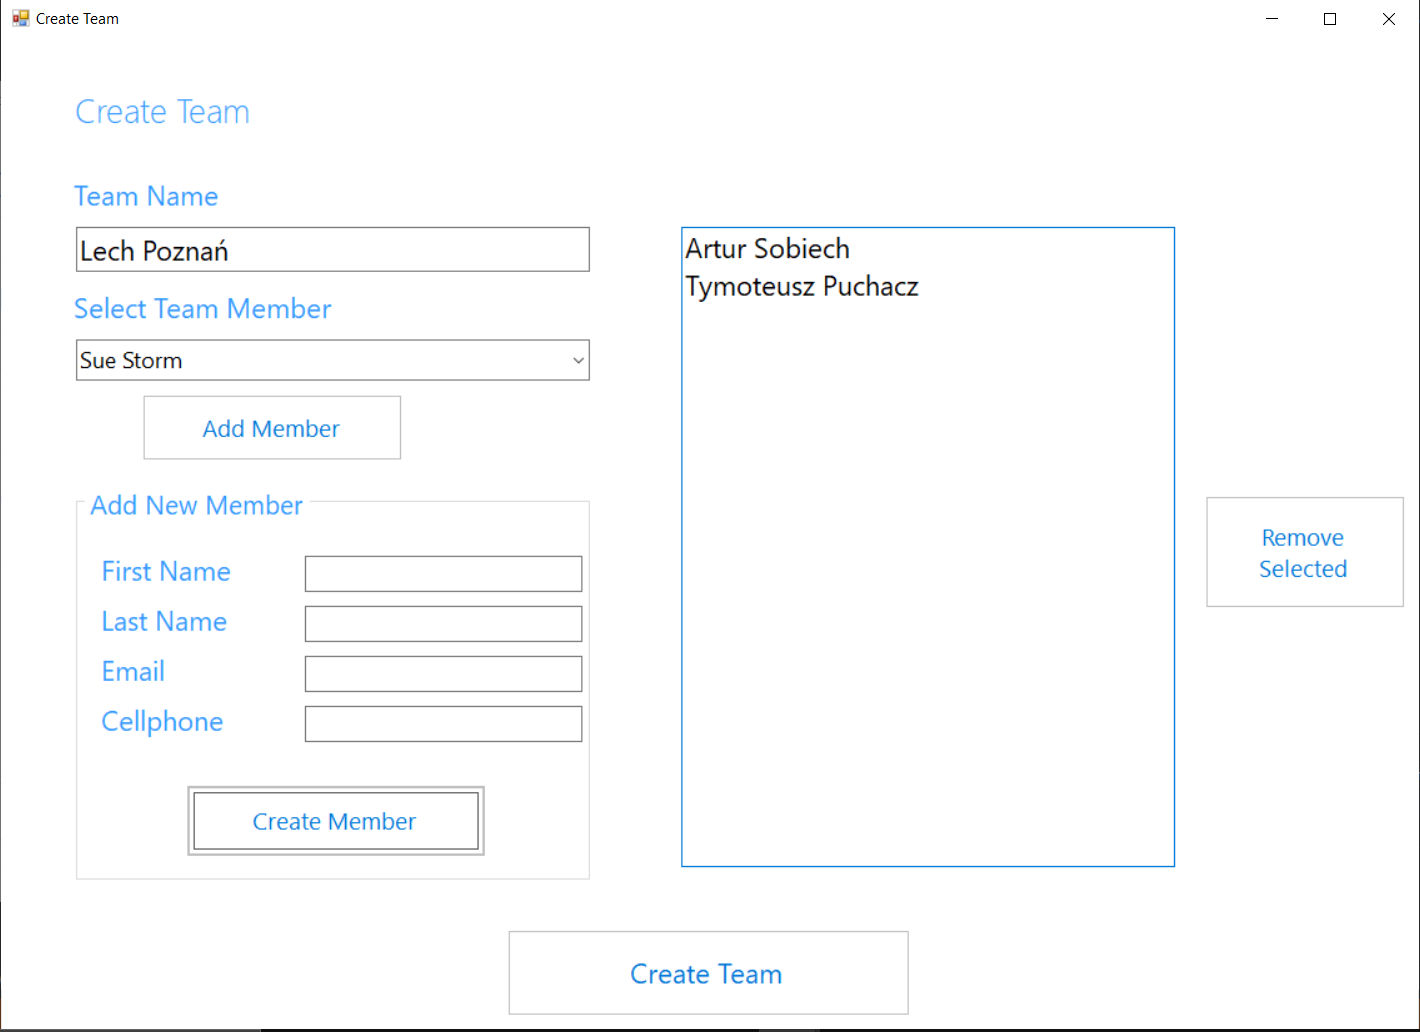 Create Team
Create Team
Team Name
Lech Poznań
Select Team Member
Sue Storm
Add Member
Add New Member
First Name
Last Name
Email
Cellphone
Create Member
Artur Sobiech
Tymoteusz Puchacz
Remove
Selected
Create Team